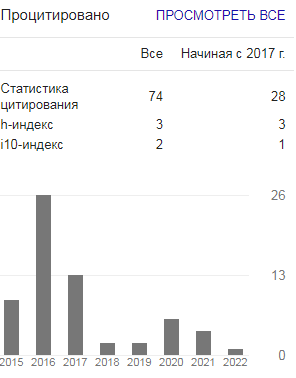 Процитировано ПРОСМОТРЕТЬ ВСЕ
Все Начиная с 2017 г.
Статистика
цитирования 74 28
h-индекс 3 3
i10-индекс 2 1
26
13
0
2015 2016 2017 2018 2019 2020 2021 2022